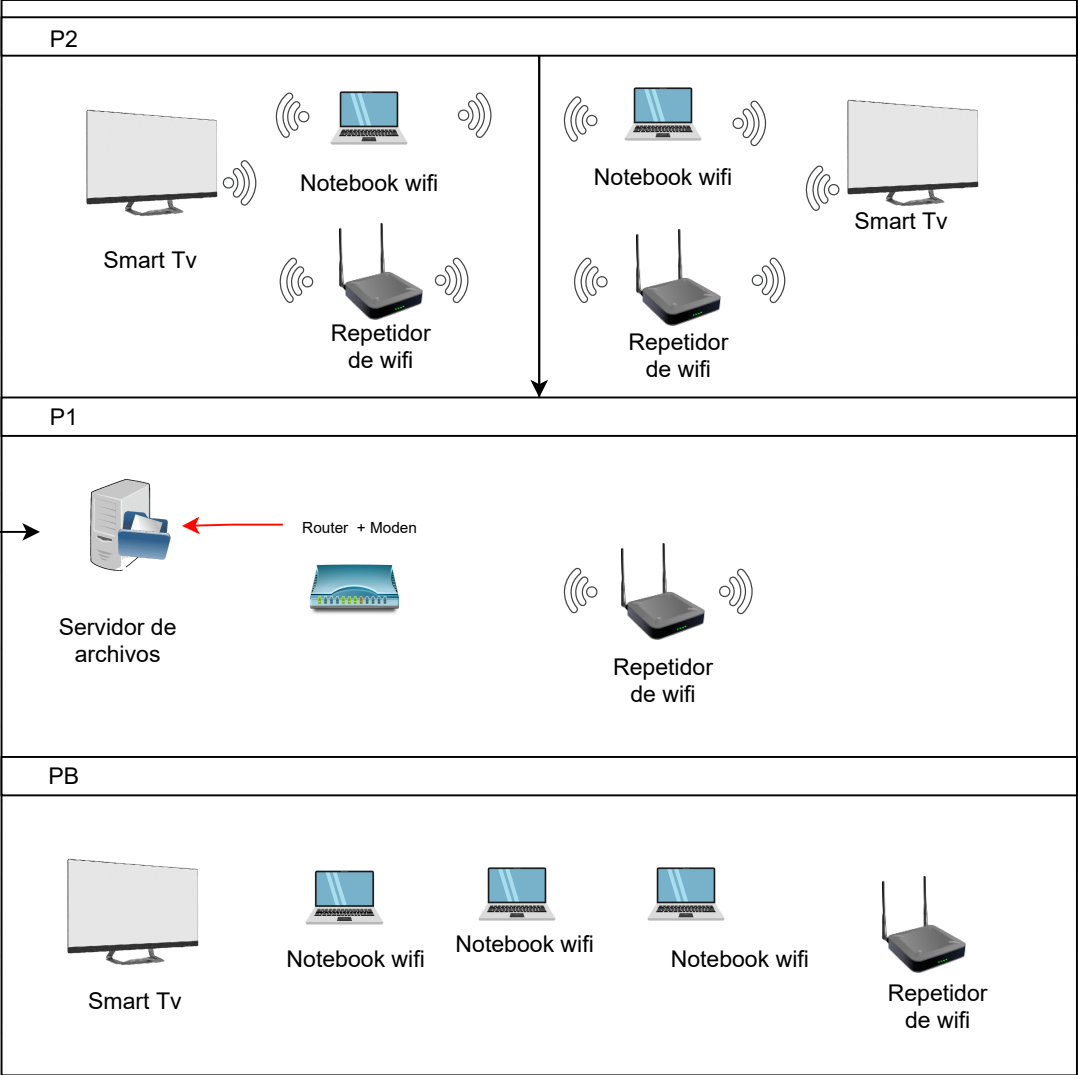 P2
Notebook wifi
Smart Tv
Repetidor
de wifi
Notebook wifi
Smart Tv
Repetidor
de wifi
P1
Router + Moden
Servidor de
archivos
Repetidor
de wifi
PB
Smart Tv
Notebook wifi
Notebook wifi
Notebook wifi
Repetidor
de wifi